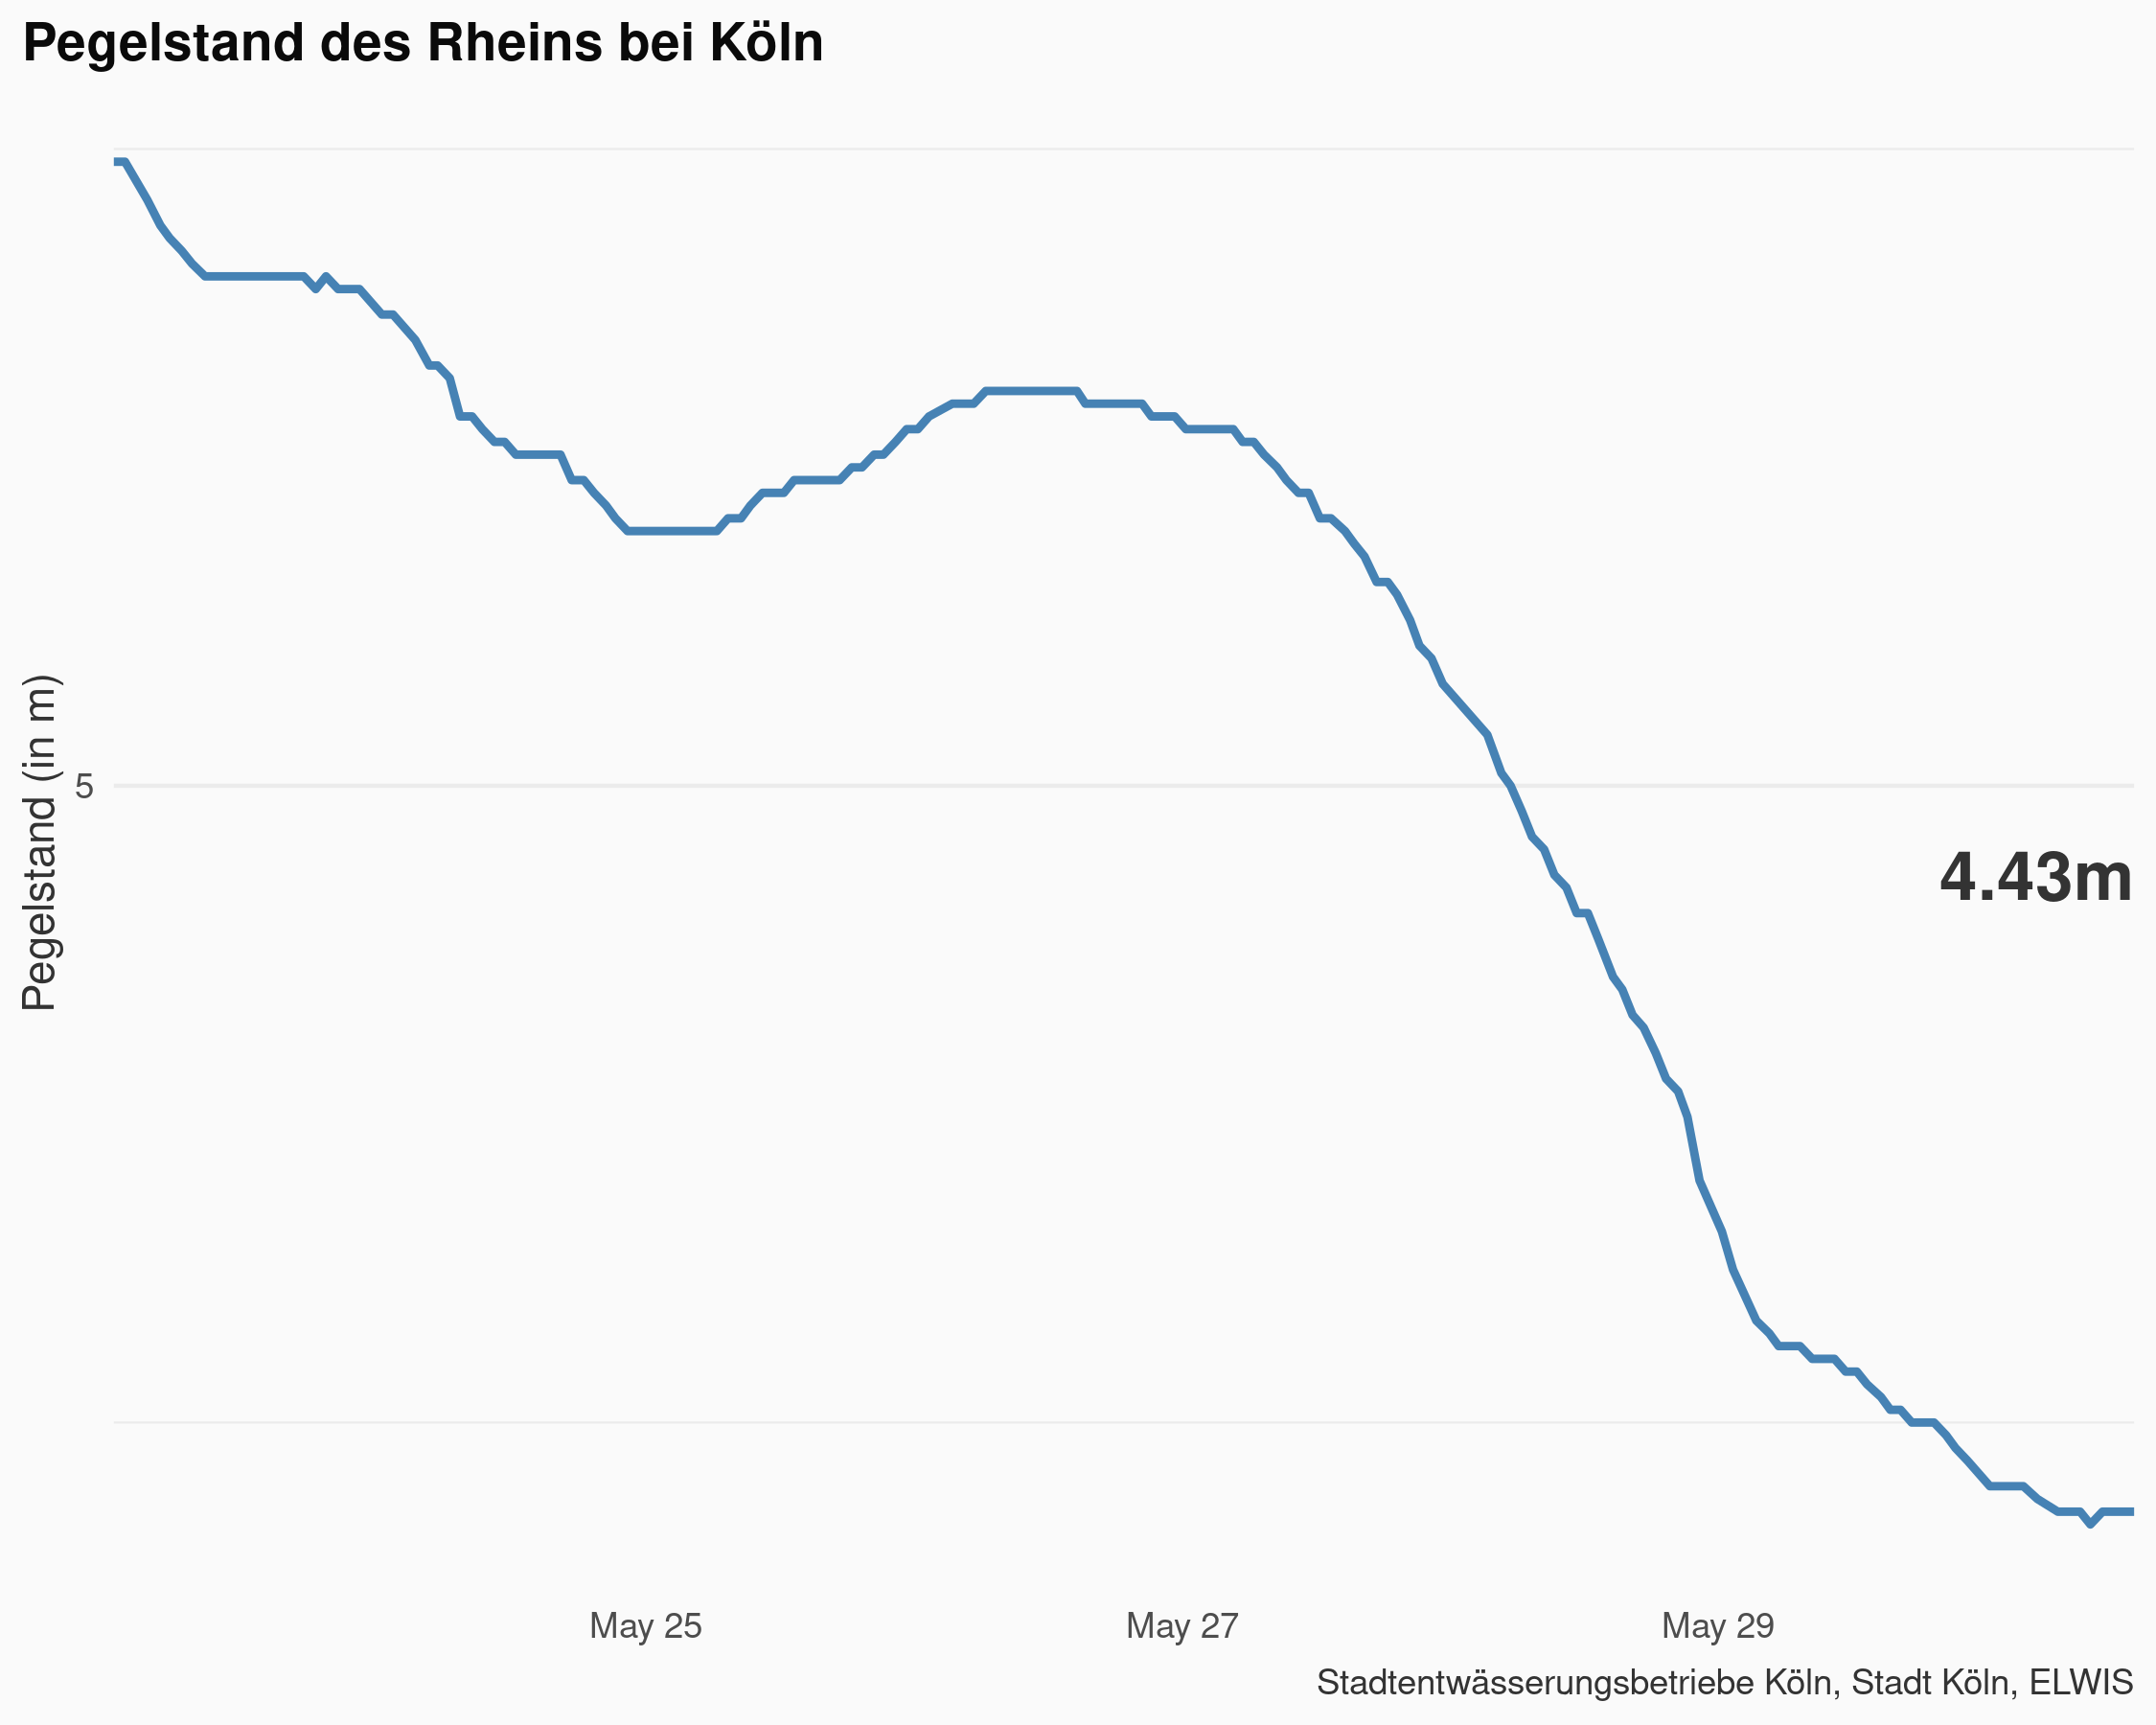 Pegelstand des Rheins bei Köln
Pegelstand (in m)
5
4.43m
May 25
May 27
May 29
Stadtentwässerungsbetriebe Köln, Stadt Köln, ELWIS